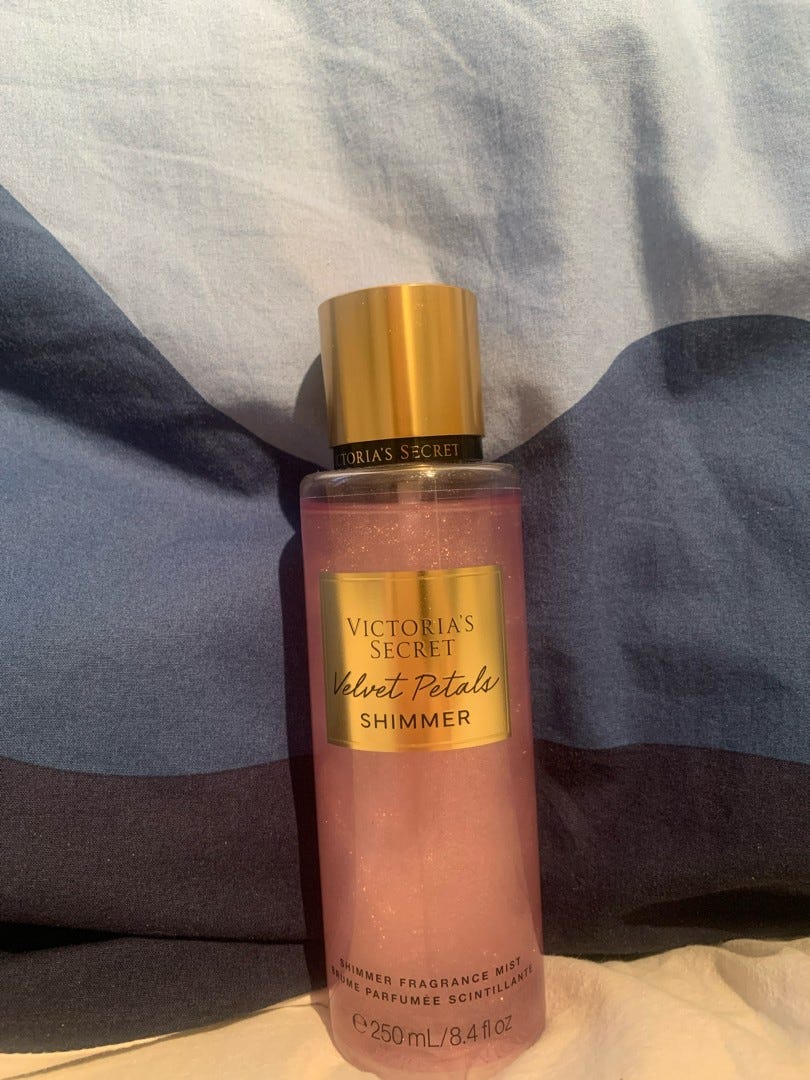 VICTORIA'S SECRET
VICTORIA'S
SECRET
Velvet Petals
SHIMMER
SHIMMER FRAGRANCE MIST
BRUME PARFUMÉE SCINTILLANTE
℮ 250 mL/8.4 fl oz